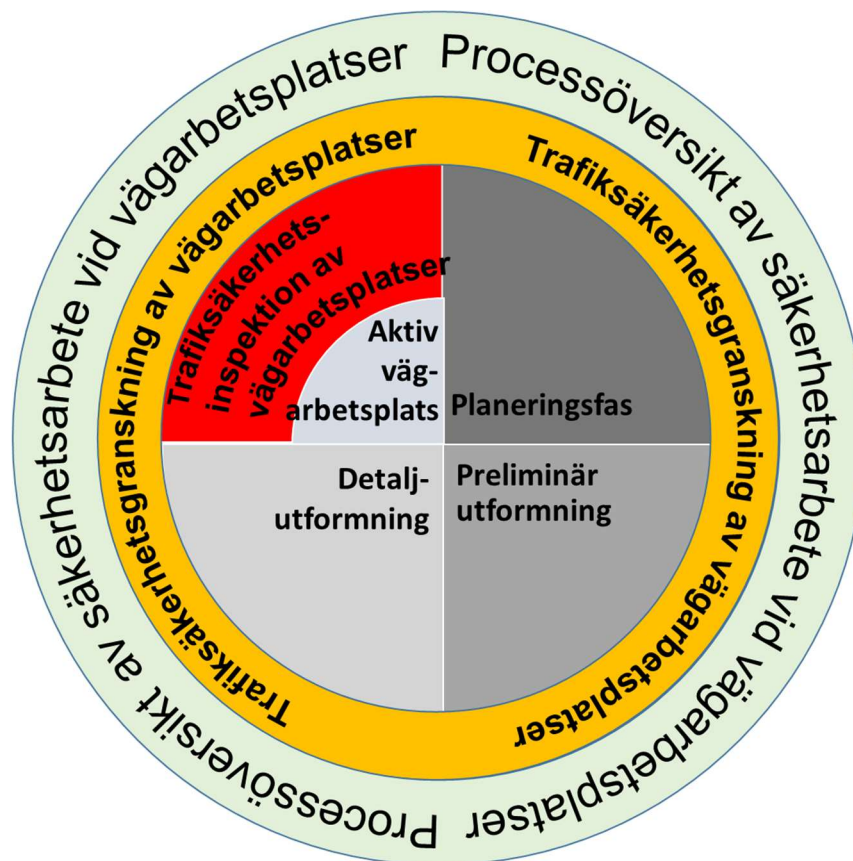 Processöversikt av säkerhetsarbete vid vägarbetsplatser
Processöversikt av säkerhetsarbete vid vägarbetsplatser
Trafiksäkerhetsgranskning av vägarbetsplatser
Trafiksäkerhetsgranskning av vägarbetsplatser
Trafiksäkerhets-
inspektion av
vägarbetsplatser
Aktiv
väg-
arbetsplats
Planeringsfas
Detalj-
utformning
Preliminär
utformning